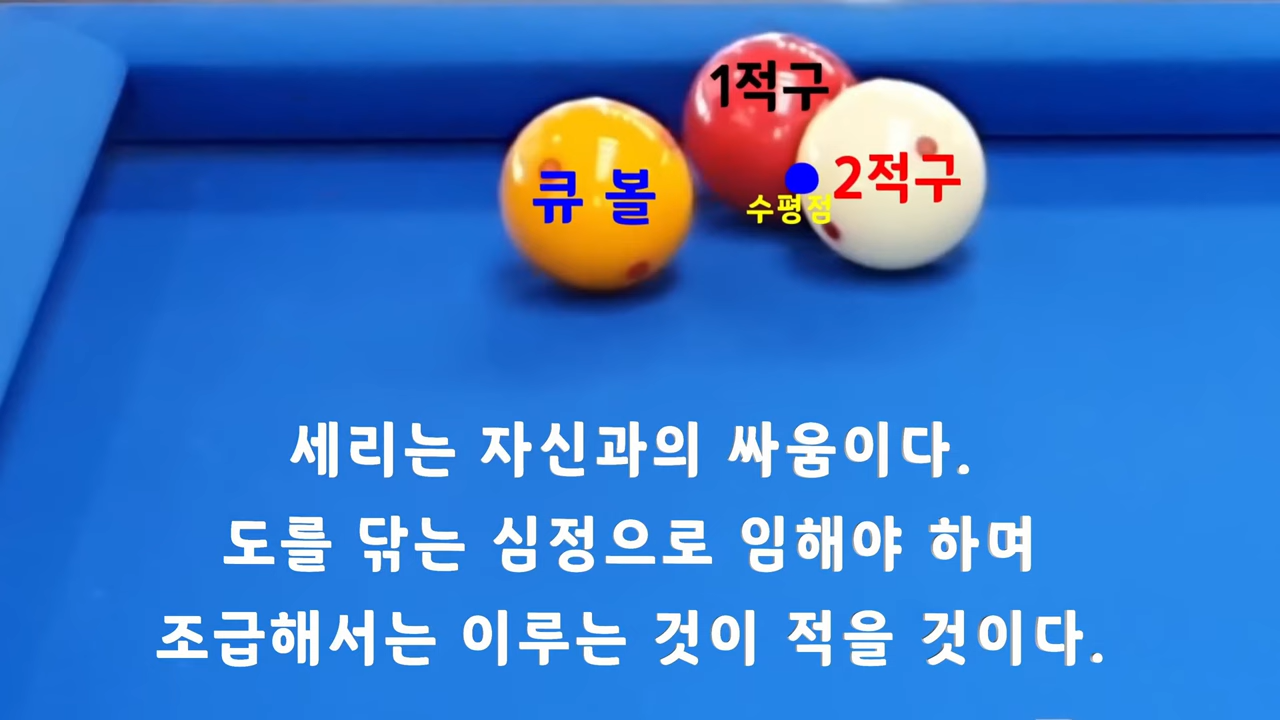 1적구
큐 볼
2적구
수평점
세리는 자신과의 싸움이다.
도를 닦는 심정으로 임해야 하며
조급해서는 이루는 것이 적을 것이다.